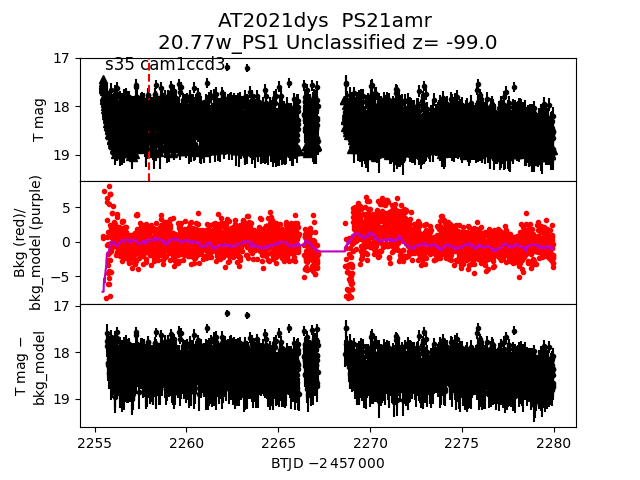 AT2021dys  PS21amr
20.77w_PS1 Unclassified z= -99.0
s35 cam1ccd3
17
18
19
T mag
5
0
−5
Bkg (red)/
bkg_model (purple)
17
18
19
T mag −
bkg_model
2255
2260
2265
2270
2275
2280
BTJD −2 457 000